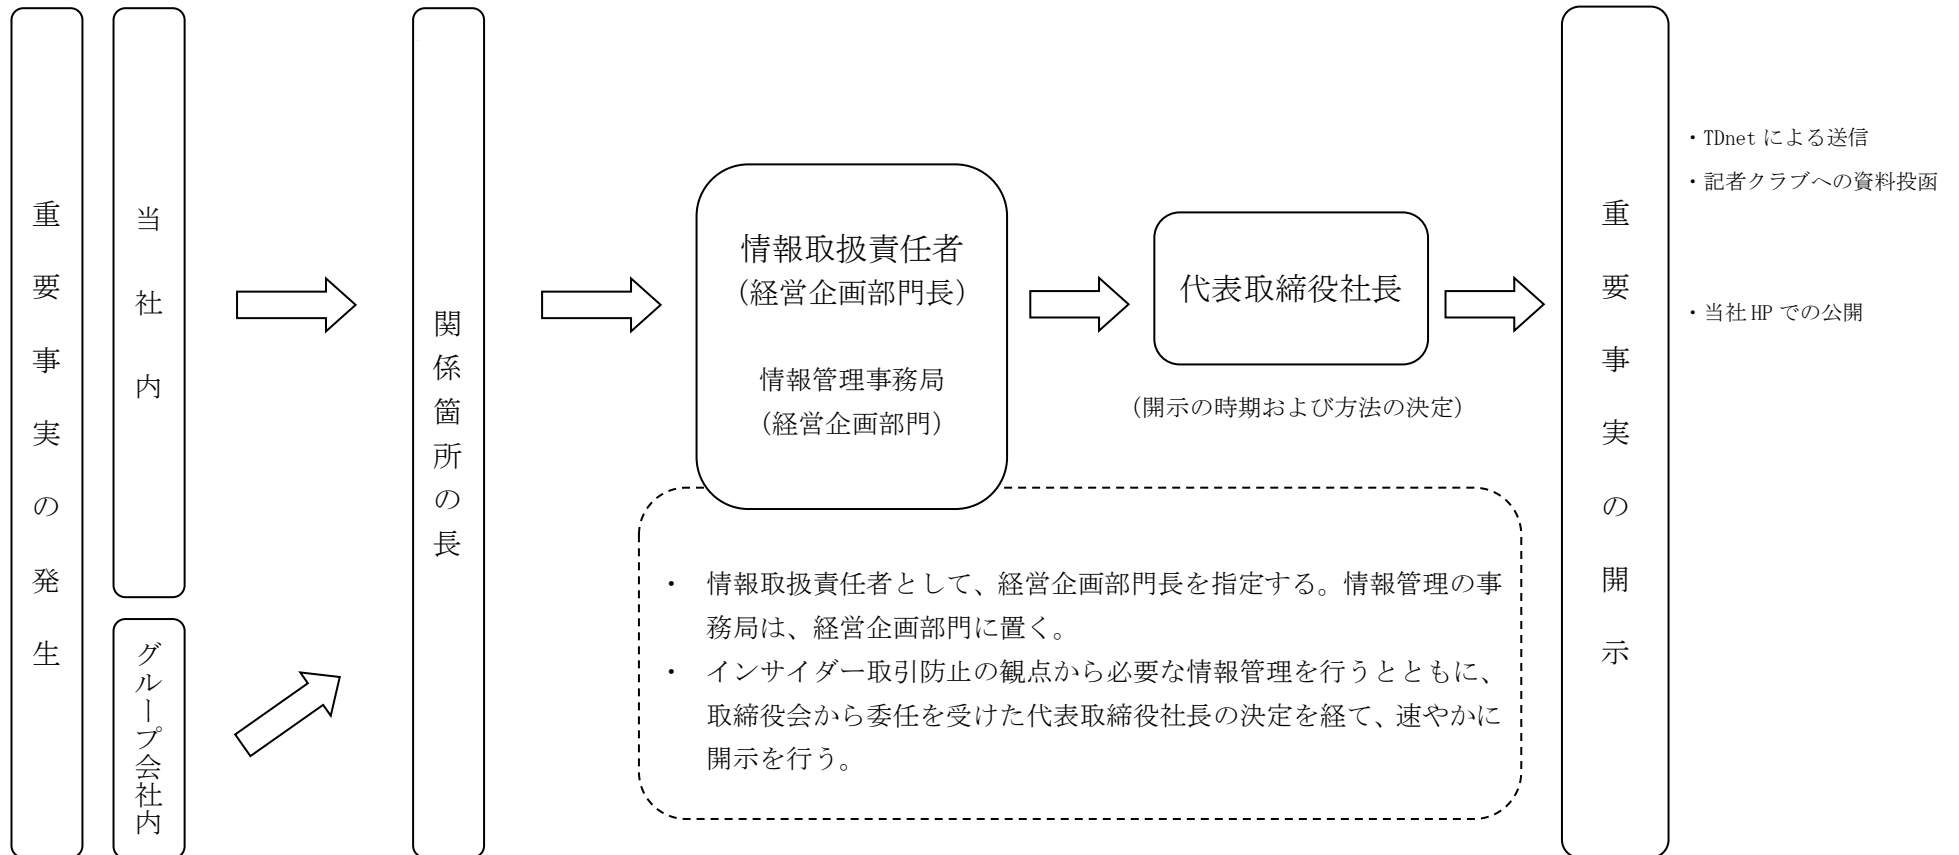 重要事実の発生
当社内
グループ会社内
関係箇所の長
情報取扱責任者
（経営企画部門長）
情報管理事務局
（経営企画部門）
代表取締役社長
（開示の時期および方法の決定）
・ 情報取扱責任者として、経営企画部門長を指定する。情報管理の事
務局は、経営企画部門に置く。
・ インサイダー取引防止の観点から必要な情報管理を行うとともに、
取締役会から委任を受けた代表取締役社長の決定を経て、速やかに
開示を行う。
重要事実の開示
・TDnet による送信
・記者クラブへの資料投函
・当社 HP での公開